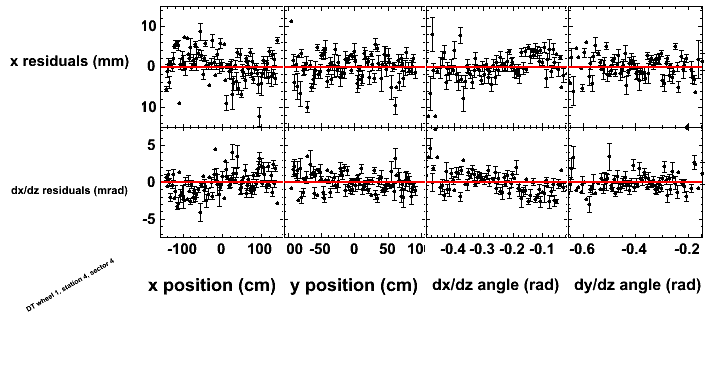 10
x residuals (mm)
0
10
5
dx/dz residuals (mrad)
0
-5
-100 0 100 00 -50 0 50 10 -0.4 -0.3 -0.2 -0.1 -0.6 -0.4 -0.2
x position (cm) y position (cm) dx/dz angle (rad) dy/dz angle (rad)
DT wheel 1, station 4, sector 4